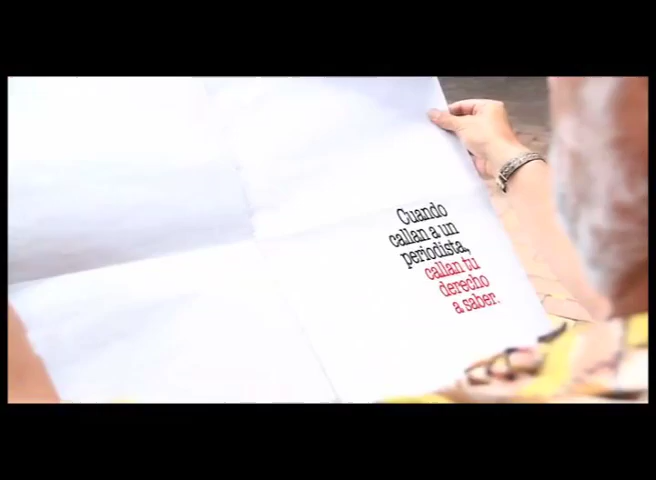 Cuando
callan a un
periodista,
callan tu
derecho
a saber.